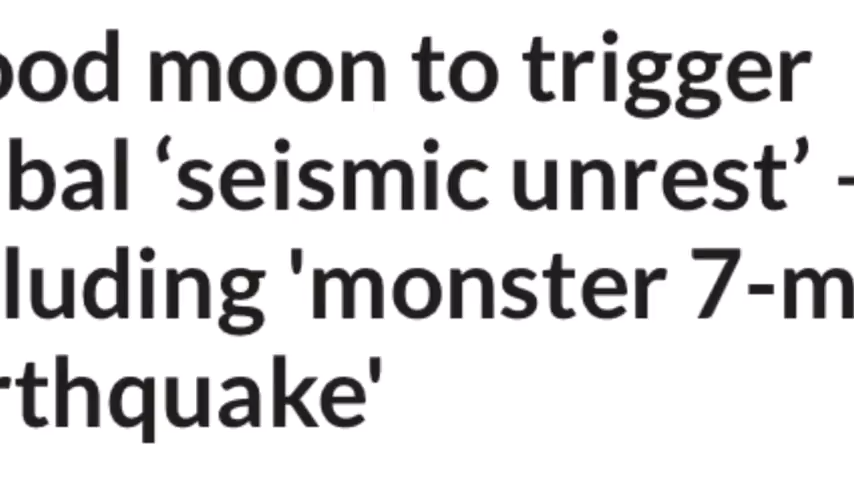 ood moon to trigger
bal ‘seismic unrest’ -
luding 'monster 7-m
rthquake'